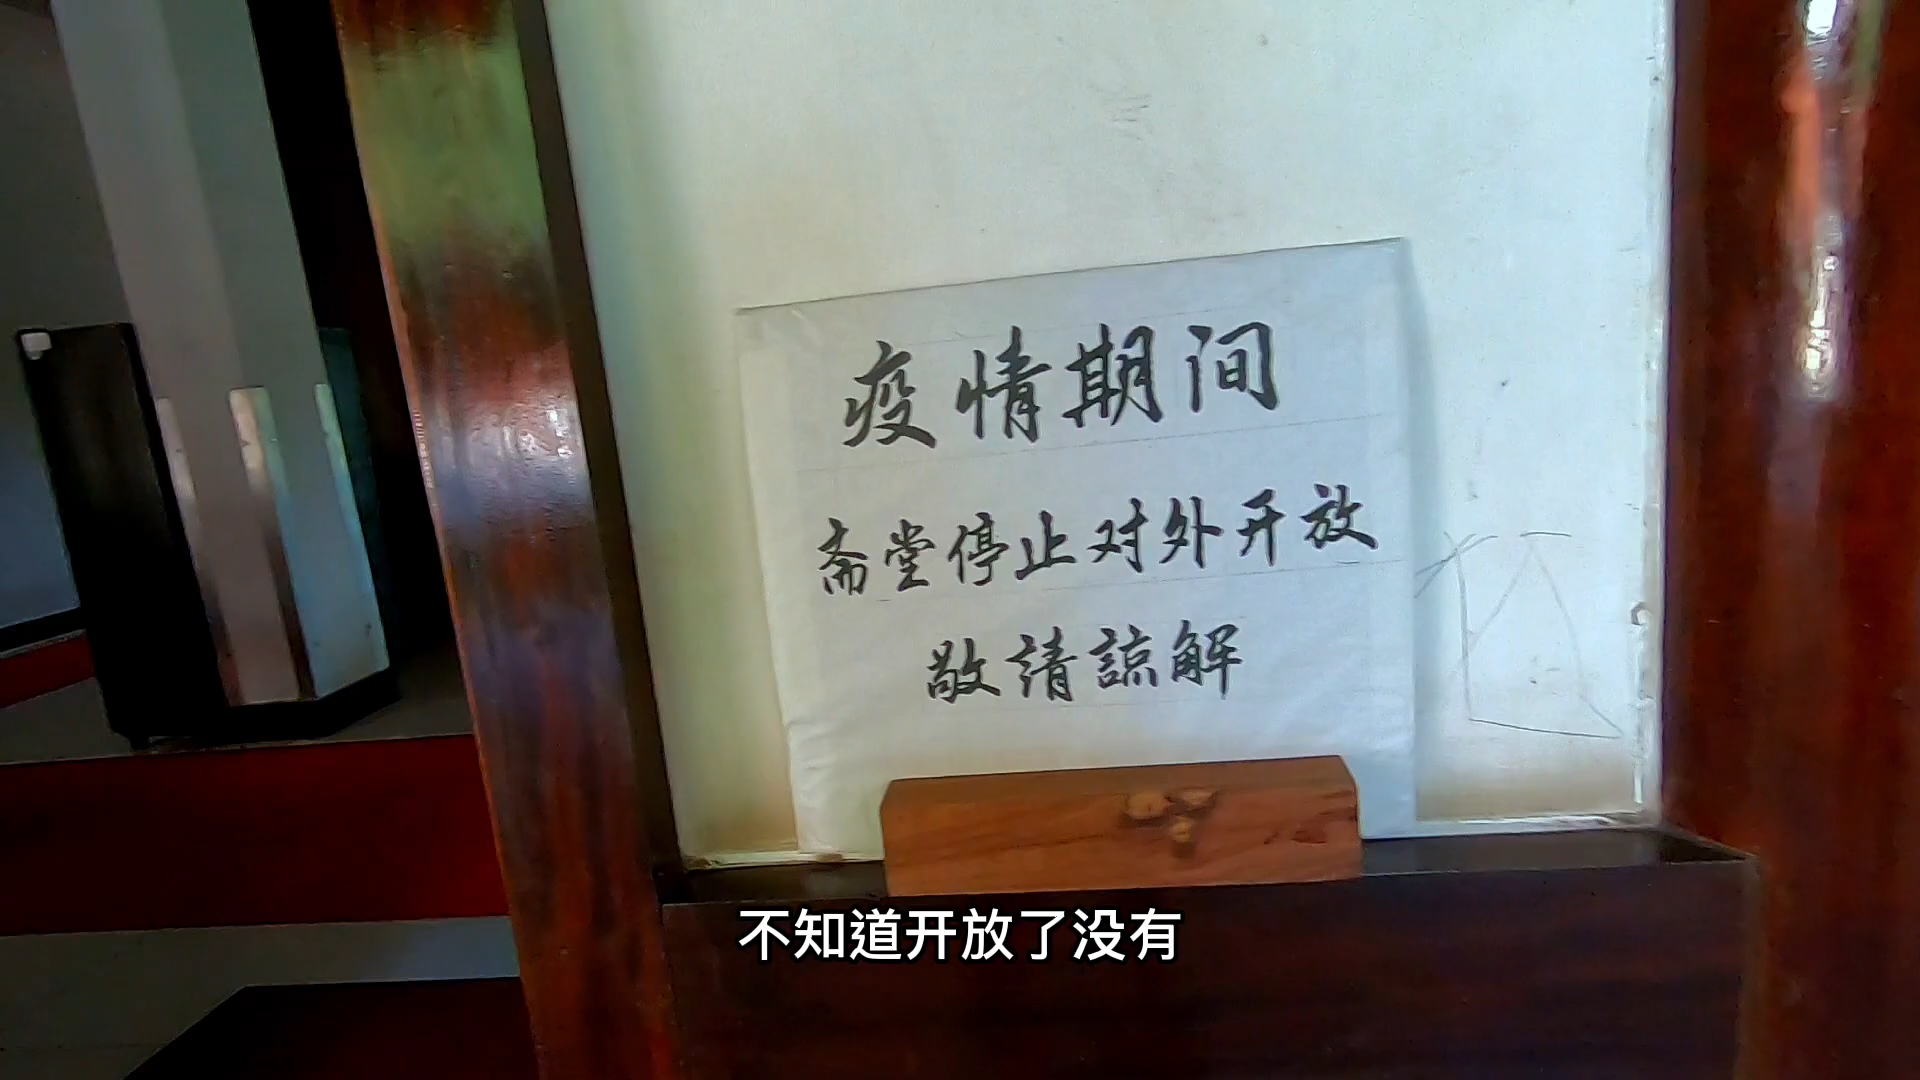 疫情期间
斋堂停止对外开放
敬请諒解
不知道开放了没有